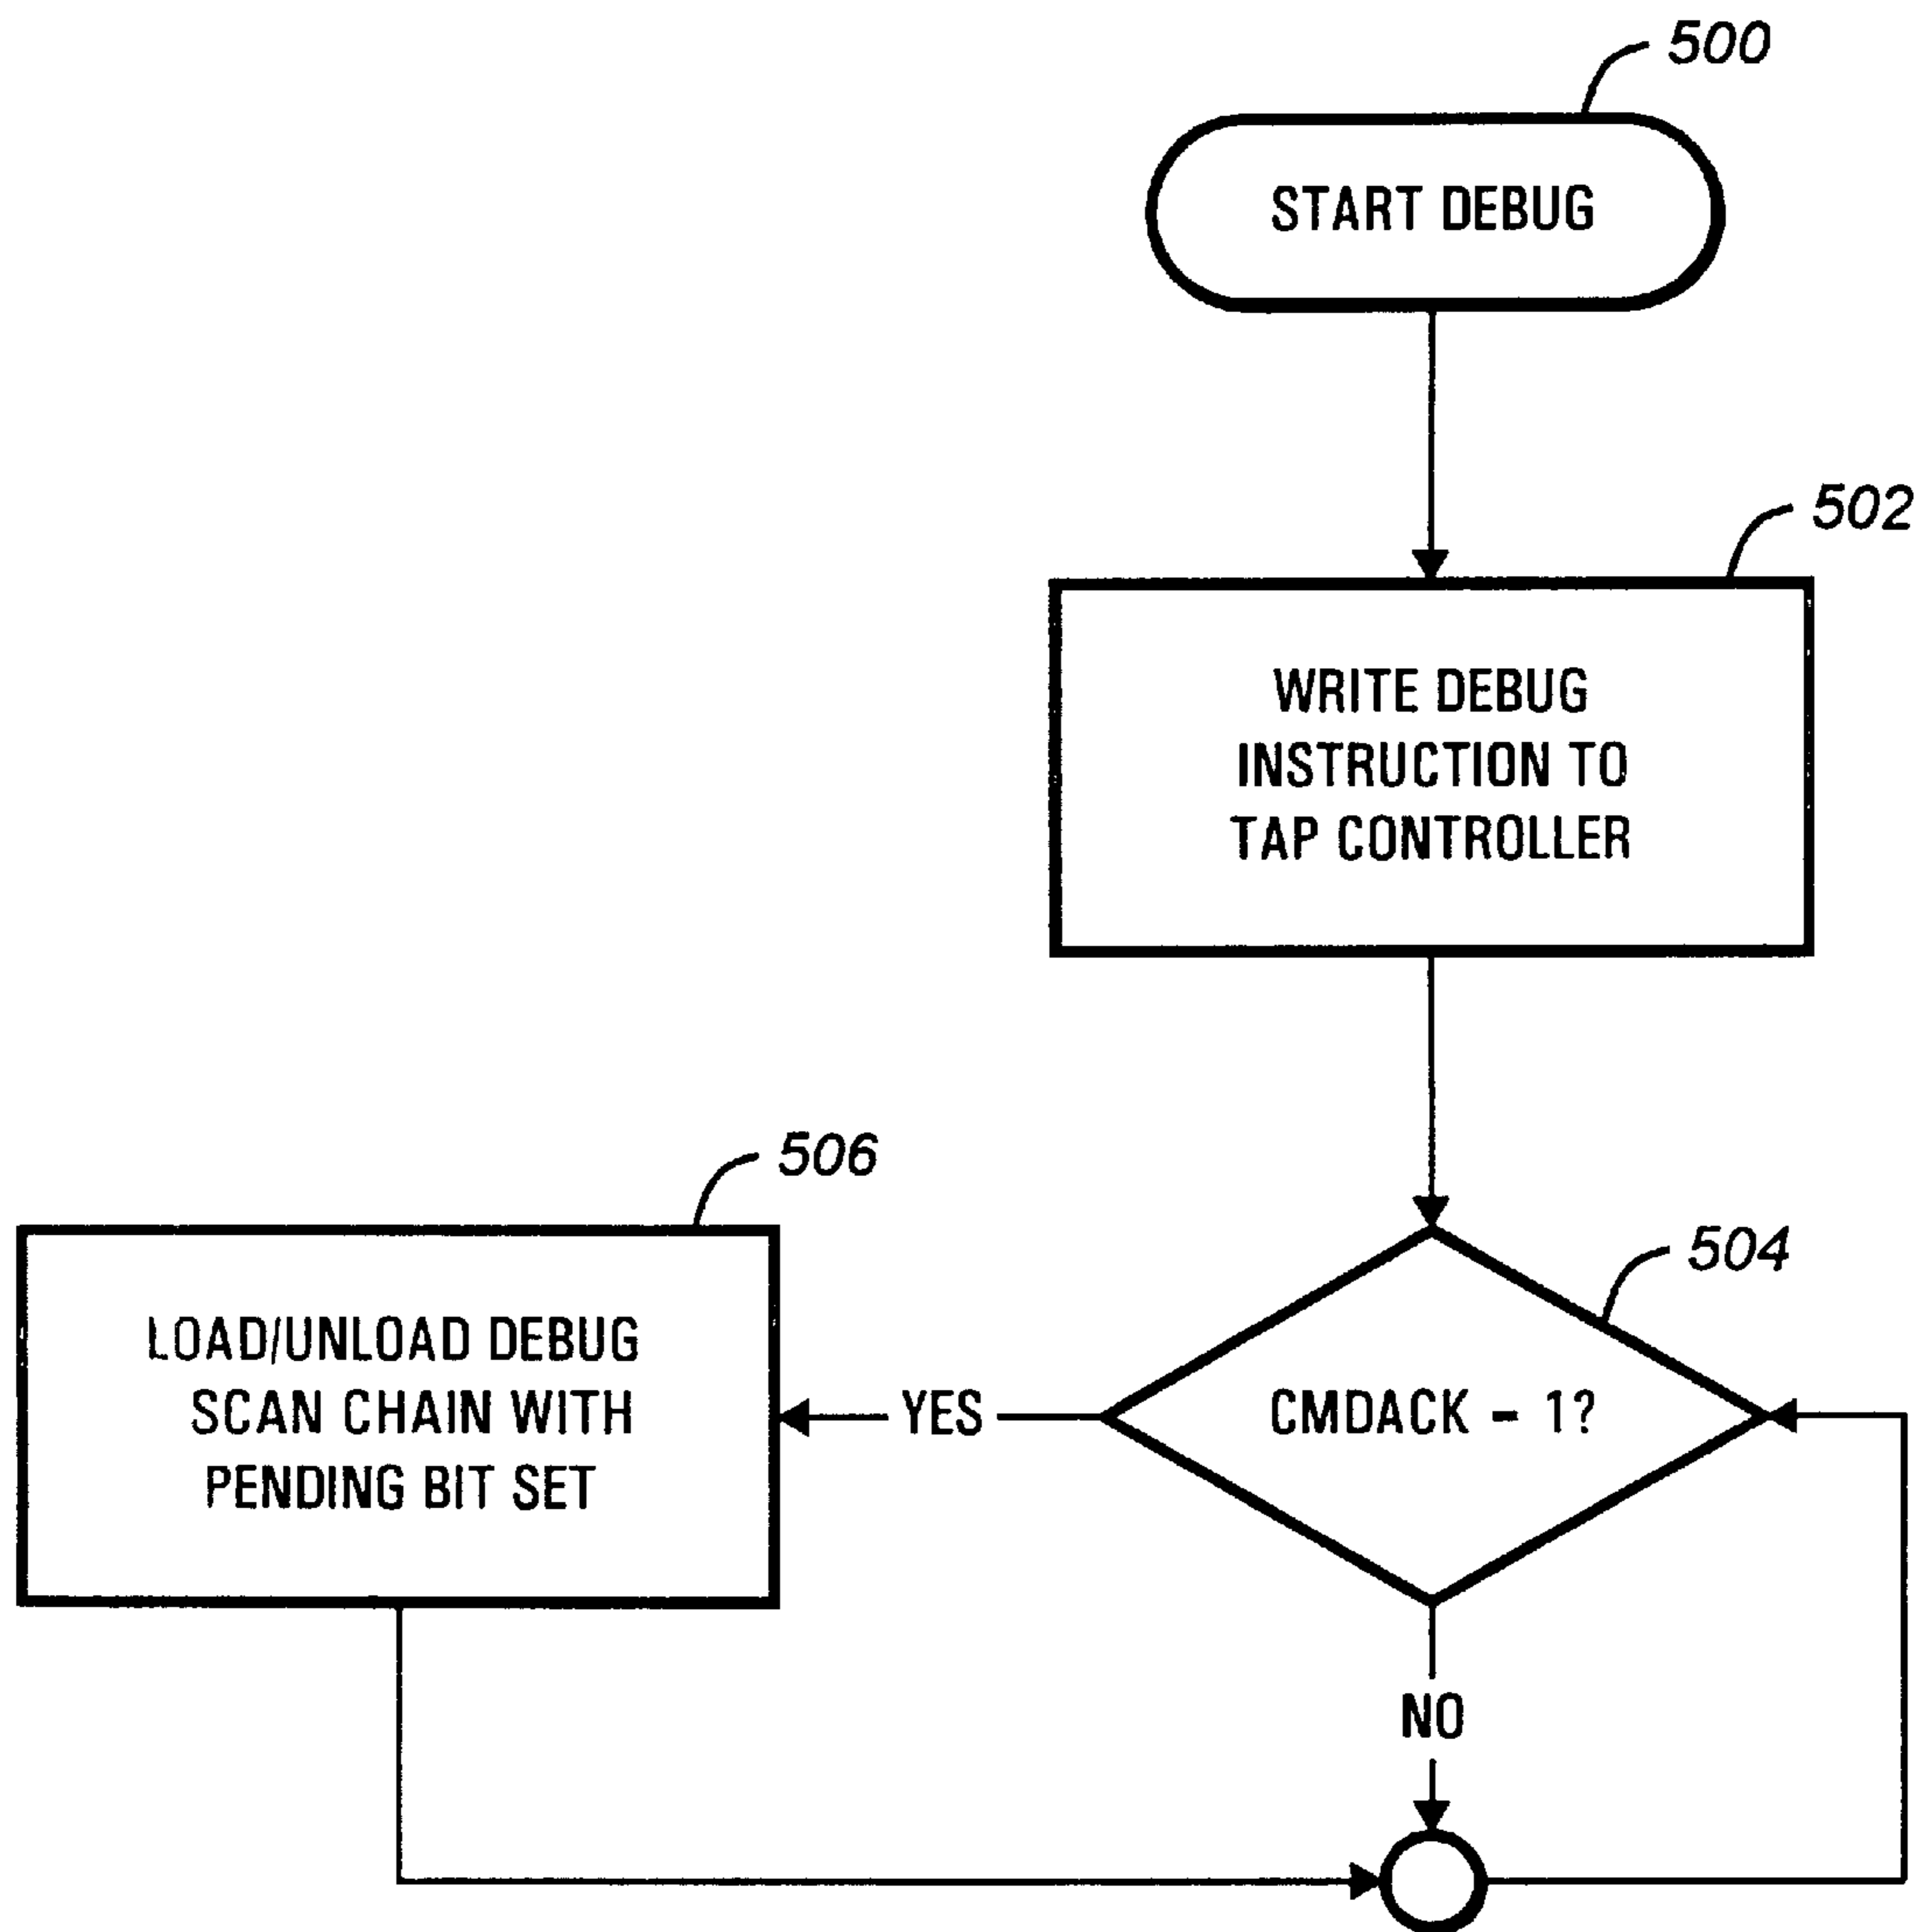 500
START DEBUG
502
WRITE DEBUG
INSTRUCTION TO
TAP CONTROLLER
506
504
LOAD/UNLOAD DEBUG
SCAN CHAIN WITH
PENDING BIT SET
YES
CMDACK = 1?
NO